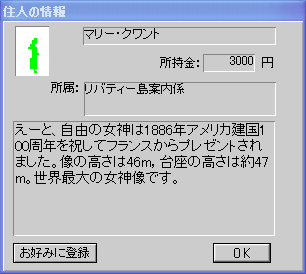 住人の情報
マリー・クワント
所持金: 3000 円
所属: リバティー島案内係
えーと、自由の女神は1886年アメリカ建国1
00周年を祝してフランスからプレゼントされ
ました。像の高さは46m，台座の高さは約47
m。世界最大の女神像です。
お好みに登録 OK